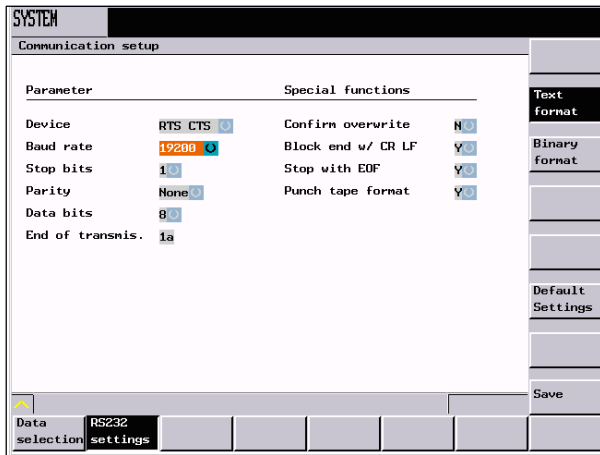 SYSTEM
Communication setup
Parameter
Special functions
Device RTS CTS
Confirm overwrite N
Baud rate 19200
Block end w/ CR LF Y
Stop bits 1
Stop with EOF Y
Parity None
Punch tape format Y
Data bits 8
End of transmis. 1a
Text
format
Binary
format
Default
Settings
Save
Data
selection
RS232
settings